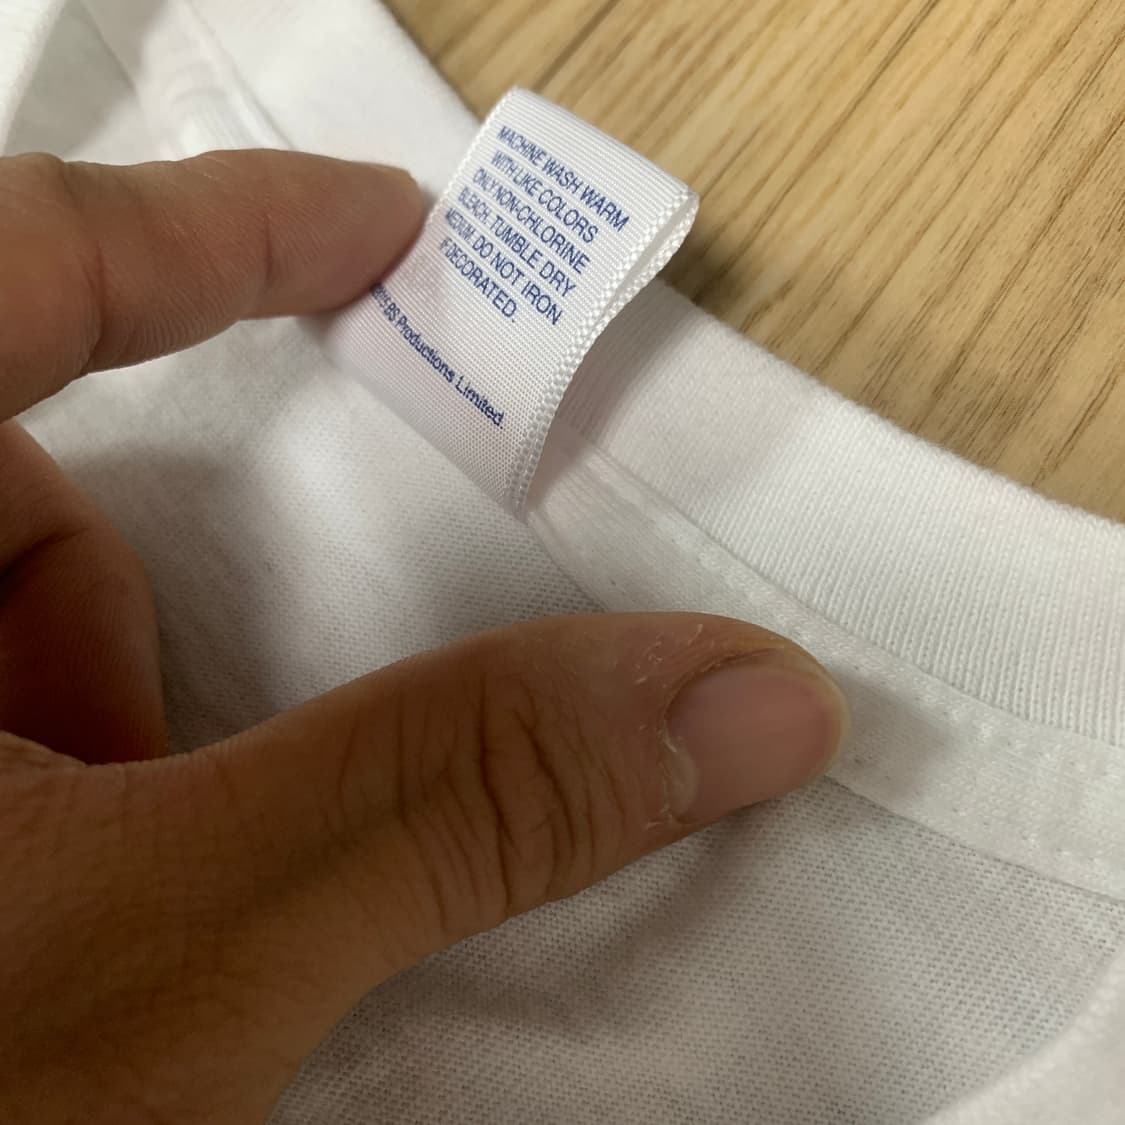 MACHINE WASH WARM
WITH LIKE COLORS
ONLY NON-CHLORINE
BLEACH. TUMBLE DRY
MEDIUM. DO NOT IRON
IF DECORATED.
BS Productions Limited.